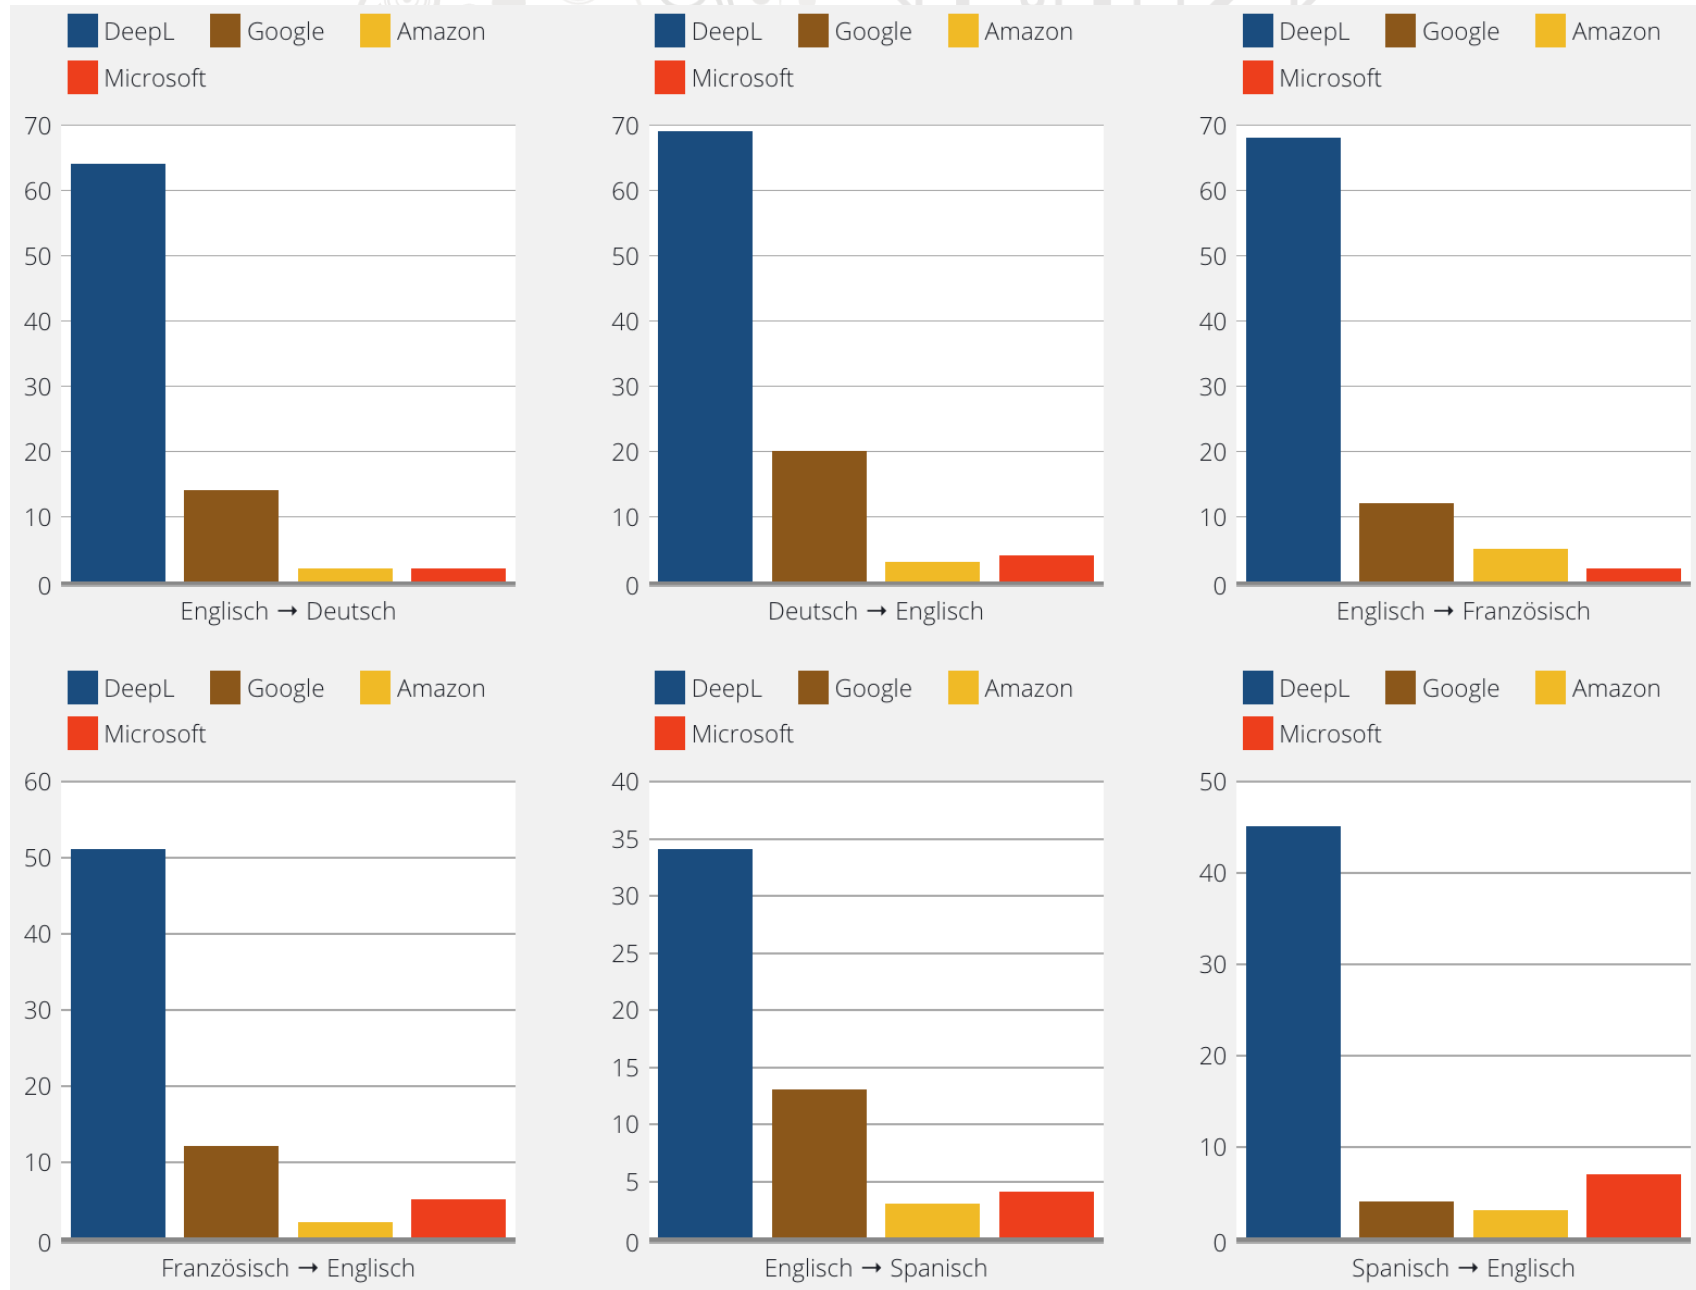 DeepL Google Amazon
Microsoft
70
60
50
40
30
20
10
0
Englisch → Deutsch
DeepL Google Amazon
Microsoft
70
60
50
40
30
20
10
0
Deutsch → Englisch
DeepL Google Amazon
Microsoft
70
60
50
40
30
20
10
0
Englisch → Französisch
DeepL Google Amazon
Microsoft
60
50
40
30
20
10
0
Französisch → Englisch
DeepL Google Amazon
Microsoft
40
35
30
25
20
15
10
5
0
Englisch → Spanisch
DeepL Google Amazon
Microsoft
50
40
30
20
10
0
Spanisch → Englisch